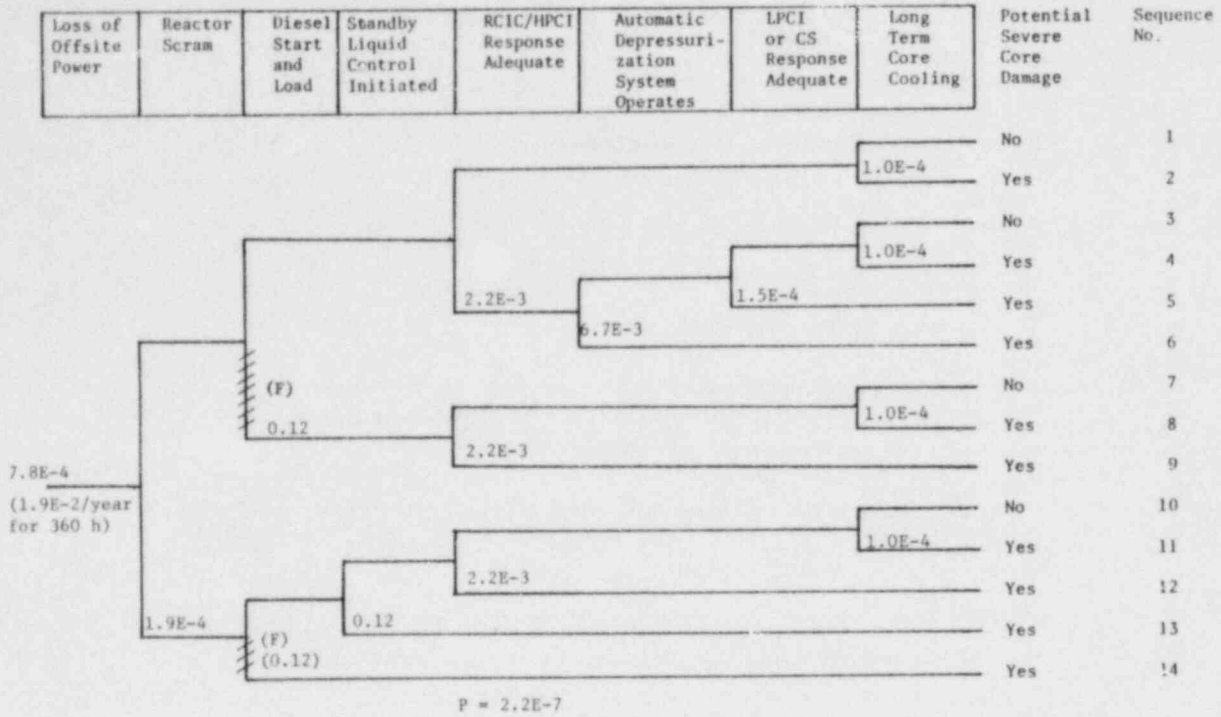 Loss of Offsite Power
Reactor Scram
Diesel Start and Load
Standby Liquid Control Initiated
RCIC/HPCI Response Adequate
Automatic Depressuri-zation System Operates
LPCI or CS Response Adequate
Long Term Core Cooling
Potential Severe Core Damage
Sequence No.
No 1
1.0E-4
Yes 2
No 3
1.0E-4
Yes 4
2.2E-3
1.5E-4
Yes 5
6.7E-3
Yes 6
(F)
No 7
1.0E-4
0.12
Yes 8
2.2E-3
Yes 9
7.8E-4
(1.9E-2/year
for 360 h)
No 10
1.0E-4
Yes 11
2.2E-3
Yes 12
1.9E-4
0.12
(F)
Yes 13
(0.12)
Yes 14
P = 2.2E-7